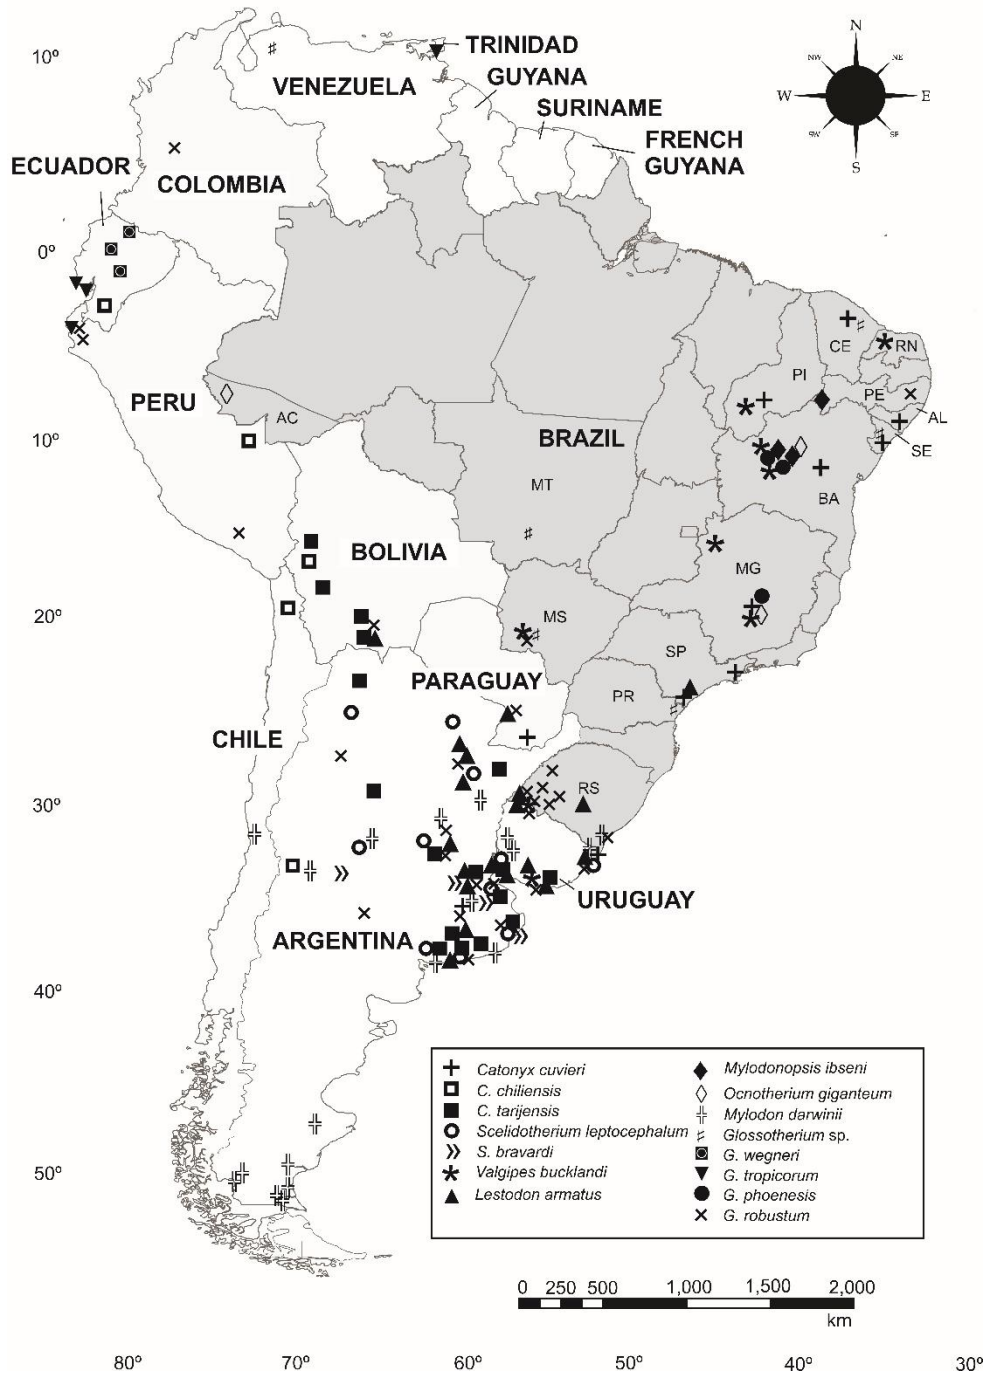 10º
TRINIDAD
N
VENEZUELA
GUYANA
NW
NE
W
E
SURINAME
SW
S
ECUADOR
COLOMBIA
FRENCH
GUYANA
0º
CE
RN
PI
PERU
PE
AL
AC
10º
BRAZIL
SE
MT
BA
BOLIVIA
MG
20º
MS
SP
PARAGUAY
PR
CHILE
30º
RS
URUGUAY
ARGENTINA
40º
Catonyx cuvieri
C. chiliensis
C. tarijensis
Scelidotherium leptocephalum
S. bravardi
Valgipes bucklandi
Lestodon armatus
Mylodonopsis ibseni
Ocnotherium giganteum
Mylodon darwinii
Glossotherium sp.
G. wegneri
G. tropicorum
G. phoenesis
G. robustum
50º
0 250 500 1,000 1,500 2,000
km
80º 70º 60º 50º 40º 30º